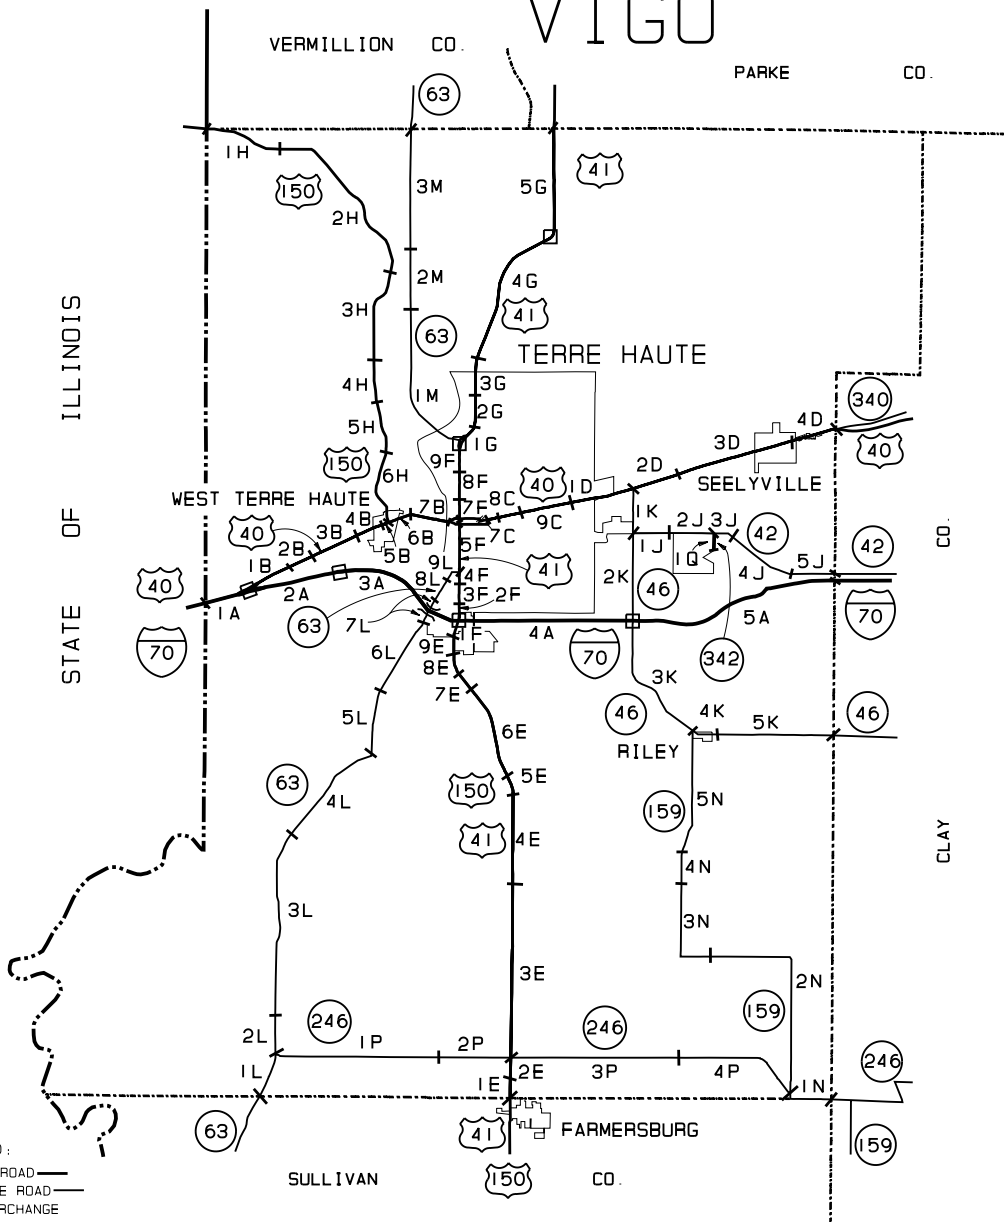 VIGO
VERMILLION CO.
PARKE CO.
63
41
1H
150
3M
5G
2H
2M
4G
3H
41
63
TERRE HAUTE
STATE OF ILLINOIS
4H
1M
3G
2G
340
5H
1G
4D
3D
40
150
9F
6H
2D
8F
40
1D
SEELYVILLE
WEST TERRE HAUTE
7B
7F
8C
1K
2J
3J
42
CO.
40
3B
4B
6B
7C
9C
2B
5B
5F
1J
1Q
42
1B
9L
41
4J
5J
40
2A
3A
8L
4F
2K
46
1A
3F
2F
5A
70
63
7L
1F
4A
70
342
70
6L
9E
8E
7E
3K
5L
46
4K
5K
46
6E
RILEY
5E
63
150
5N
4L
159
41
4E
CLAY
4N
3L
3N
3E
2N
246
246
159
2L
1P
2P
246
1L
2E
3P
4P
1E
1N
63
41
FARMERSBURG
159
SULLIVAN CO.
150
ROAD
E ROAD
RCHANGE